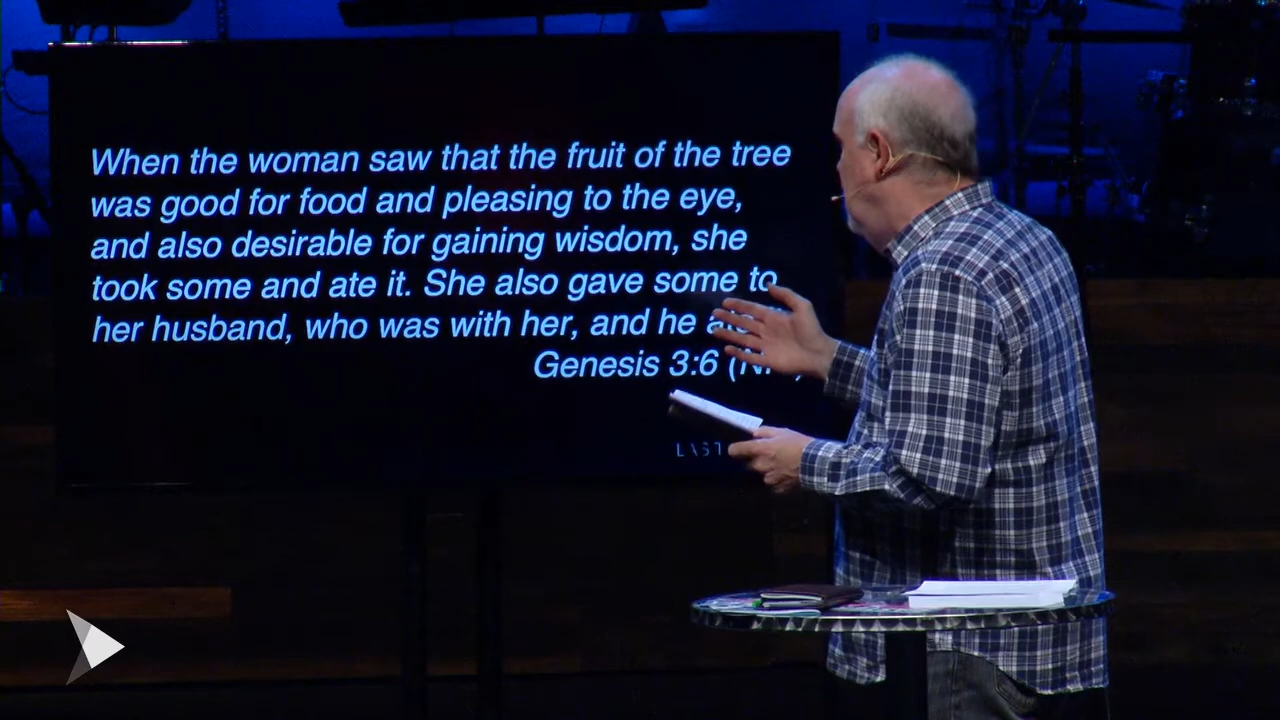 When the woman saw that the fruit of the tree
was good for food and pleasing to the eye,
and also desirable for gaining wisdom, she
took some and ate it. She also gave some to
her husband, who was with her, and he
Genesis 3:6